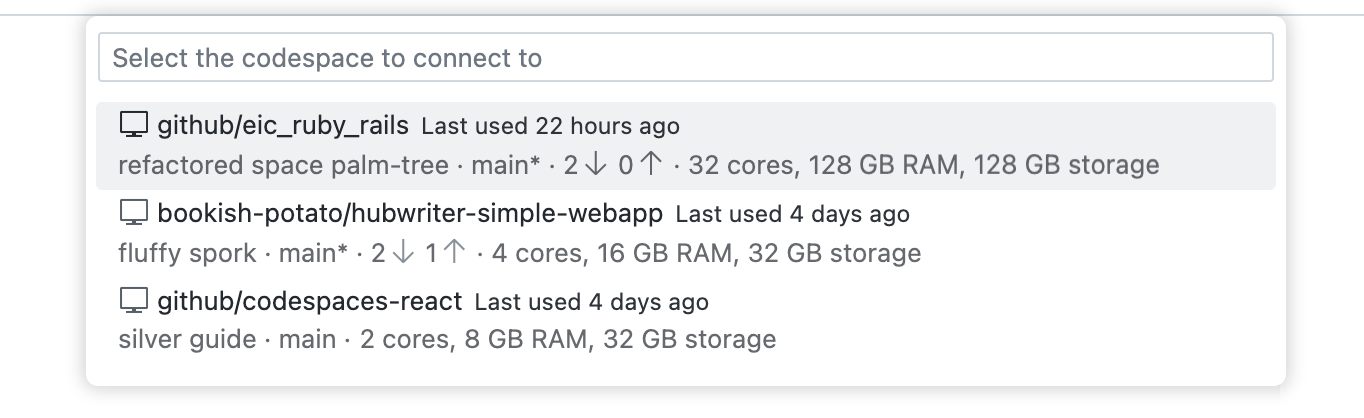 Select the codespace to connect to
github/eic_ruby_rails Last used 22 hours ago
refactored space palm-tree · main* · 2↓ 0↑ · 32 cores, 128 GB RAM, 128 GB storage
bookish-potato/hubwriter-simple-webapp Last used 4 days ago
fluffy spork · main* · 2↓ 1↑ · 4 cores, 16 GB RAM, 32 GB storage
github/codespaces-react Last used 4 days ago
silver guide · main · 2 cores, 8 GB RAM, 32 GB storage